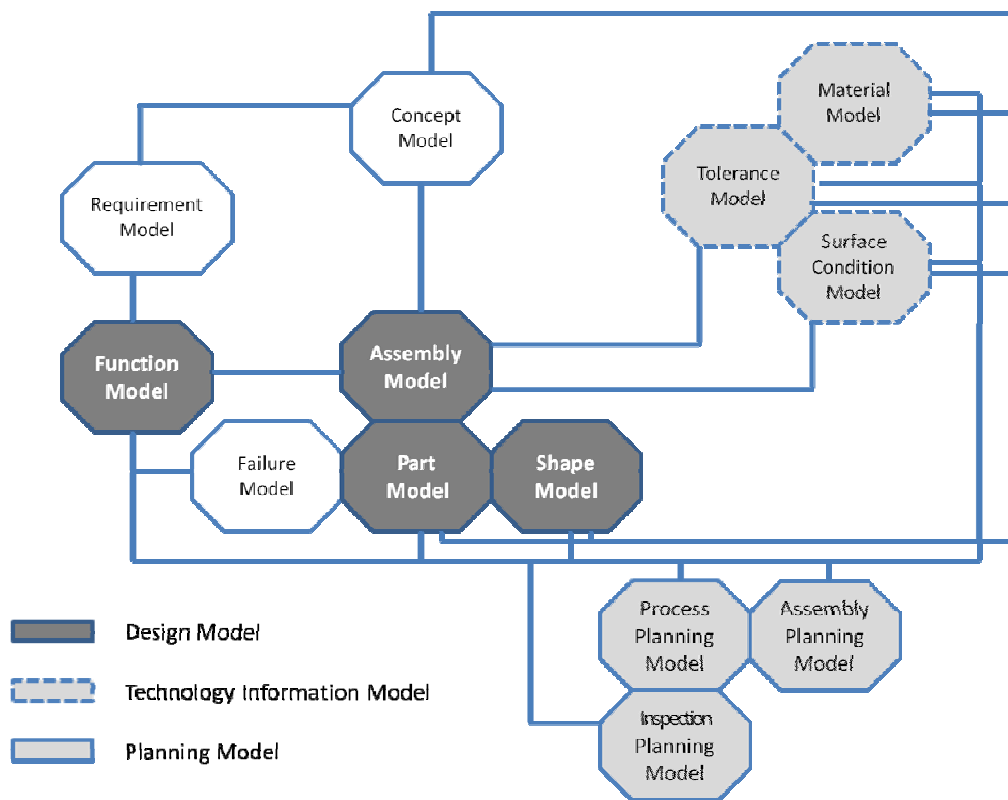 Concept
Model
Material
Model
Tolerance
Model
Requirement
Model
Surface
Condition
Model
Function
Model
Assembly
Model
Failure
Model
Part
Model
Shape
Model
Process
Planning
Model
Assembly
Planning
Model
Inspection
Planning
Model
Design Model
Technology Information Model
Planning Model